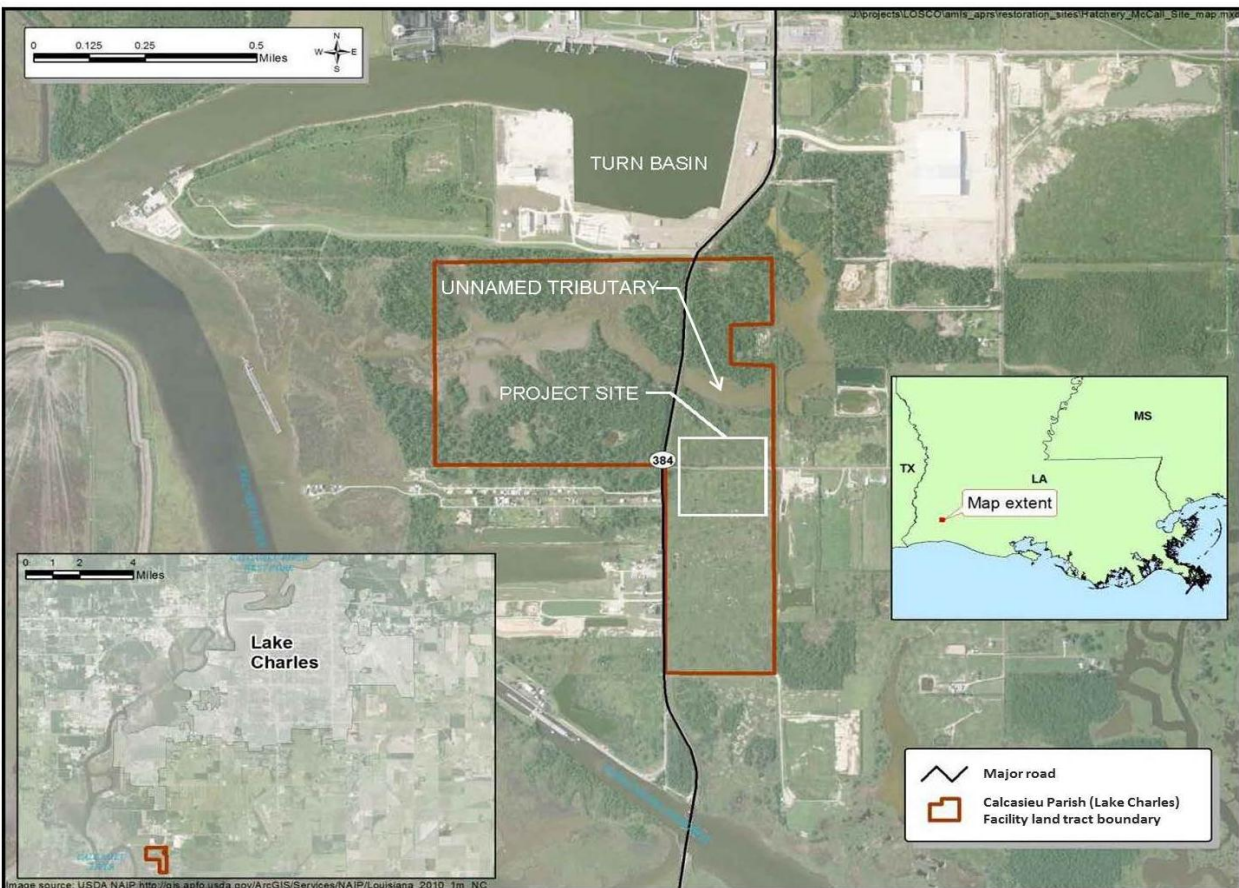 J:\projects\LOSCO\amis_aprs\restoration_sites\Hatchery_McCall_Site_map.mxd
0 0.125 0.25 0.5
Miles
N
W E
S
TURN BASIN
UNNAMED TRIBUTARY
PROJECT SITE
384
MS
TX
LA
Map extent
0 1 2 4
Miles
Lake
Charles
Major road
Calcasieu Parish (Lake Charles)
Facility land tract boundary
Image source: USDA NAIP http://gis.apfo.usda.gov/ArcGIS/Services/NAIP/Louisiana_2010_1m_NC